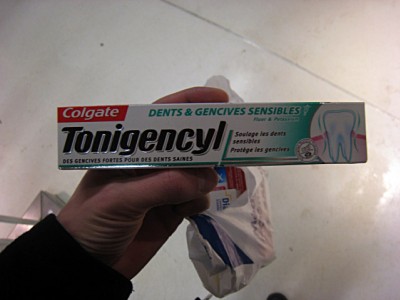 Colgate
DENTS & GENCIVES SENSIBLES
Fluor &
Tonigencyl
Soulage les dents
sensibles
Protège les gencives
DES GENCIVES FORTES POUR DES DENTS SAINES